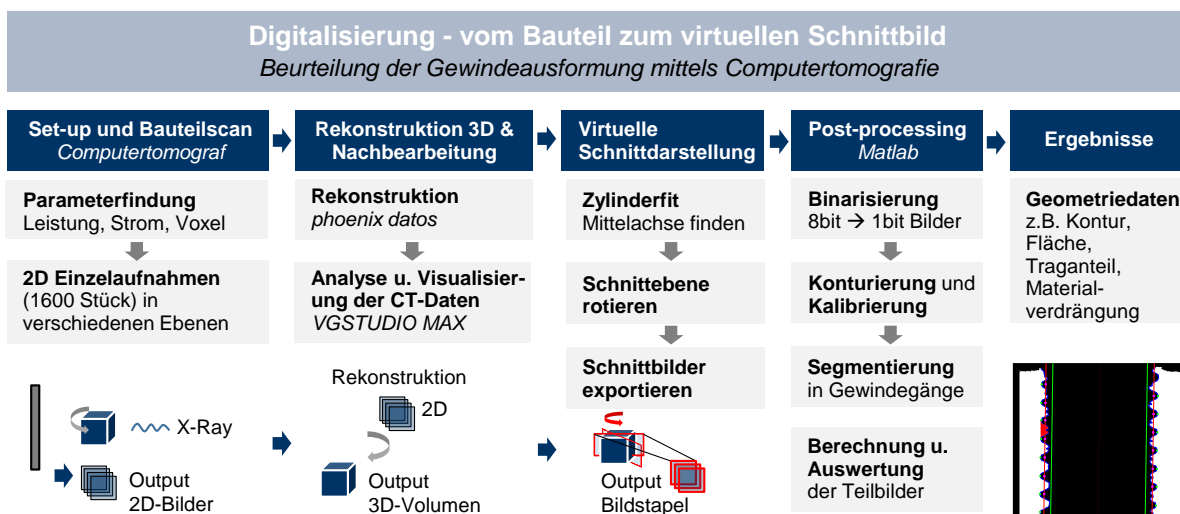 Digitalisierung - vom Bauteil zum virtuellen Schnittbild
Beurteilung der Gewindeausformung mittels Computertomografie
Set-up und Bauteilscan
Computertomograf
Parameterfindung
Leistung, Strom, Voxel
2D Einzelaufnahmen
(1600 Stück) in
verschiedenen Ebenen
X-Ray
Output
2D-Bilder
Rekonstruktion 3D &
Nachbearbeitung
Rekonstruktion
phoenix datos
Analyse u. Visualisier-
ung der CT-Daten
VGSTUDIO MAX
Rekonstruktion
2D
Output
3D-Volumen
Virtuelle
Schnittdarstellung
Zylinderfit
Mittelachse finden
Schnittebene
rotieren
Schnittbilder
exportieren
Output
Bildstapel
Post-processing
Matlab
Binarisierung
8bit → 1bit Bilder
Konturierung und
Kalibrierung
Segmentierung
in Gewindegänge
Berechnung u.
Auswertung
der Teilbilder
Ergebnisse
Geometriedaten
z.B. Kontur,
Fläche,
Traganteil,
Material-
verdrängung